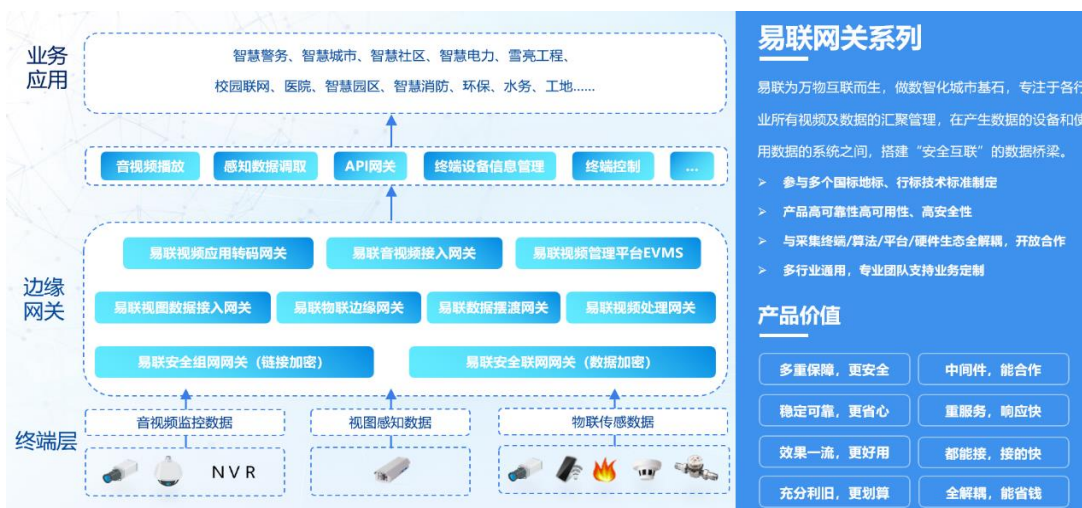 业务
应用
智慧警务、智慧城市、智慧社区、智慧电力、雪亮工程、
校园联网、医院、智慧园区、智慧消防、环保、水务、工地......
音视频播放
感知数据调取
API网关
终端设备信息管理
终端控制
...
边缘
网关
易联视频应用转码网关
易联音视频接入网关
易联视频管理平台EVMS
易联视图数据接入网关
易联物联边缘网关
易联数据摆渡网关
易联视频处理网关
易联安全组网网关（链接加密）
易联安全联网网关（数据加密）
终端层
音视频监控数据
视图感知数据
物联传感数据
NVR
易联网关系列
易联为万物互联而生，做数智化城市基石，专注于各行
业所有视频及数据的汇聚管理，在产生数据的设备和使
用数据的系统之间，搭建“安全互联”的数据桥梁。
➢ 参与多个国标地标、行标技术标准制定
➢ 产品高可靠性高可用性、高安全性
➢ 与采集终端/算法/平台/硬件生态全解耦，开放合作
➢ 多行业通用，专业团队支持业务定制
产品价值
多重保障，更安全
中间件，能合作
稳定可靠，更省心
重服务，响应快
效果一流，更好用
都能接，接的快
充分利旧，更划算
全解耦，能省钱